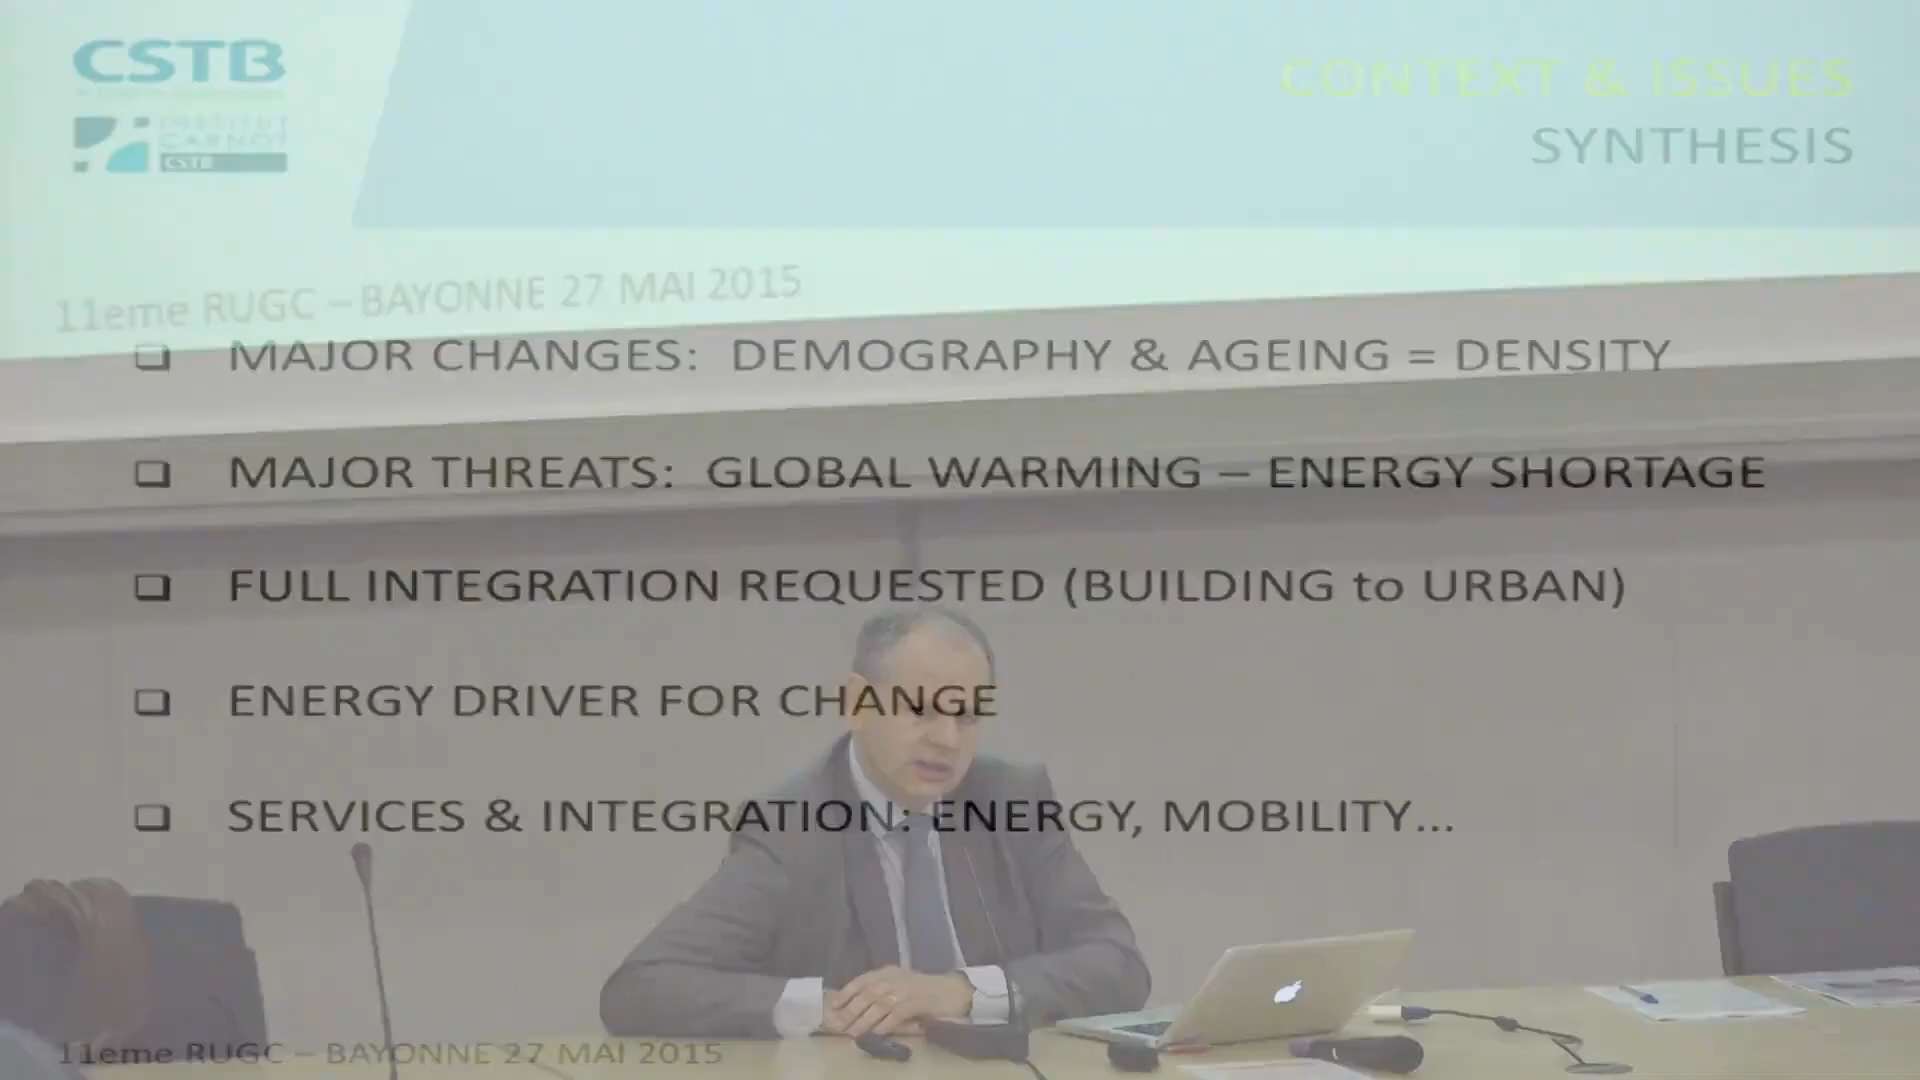 CSTB
INSTITUT
CARNOT
CSTB
CONTEXT & ISSUES
SYNTHESIS
11eme RUGC – BAYONNE 27 MAI 2015
❑ MAJOR CHANGES: DEMOGRAPHY & AGEING = DENSITY
❑ MAJOR THREATS: GLOBAL WARMING – ENERGY SHORTAGE
❑ FULL INTEGRATION REQUESTED (BUILDING to URBAN)
❑ ENERGY DRIVER FOR CHANGE
❑ SERVICES & INTEGRATION: ENERGY, MOBILITY...
11eme RUGC – BAYONNE 27 MAI 2015